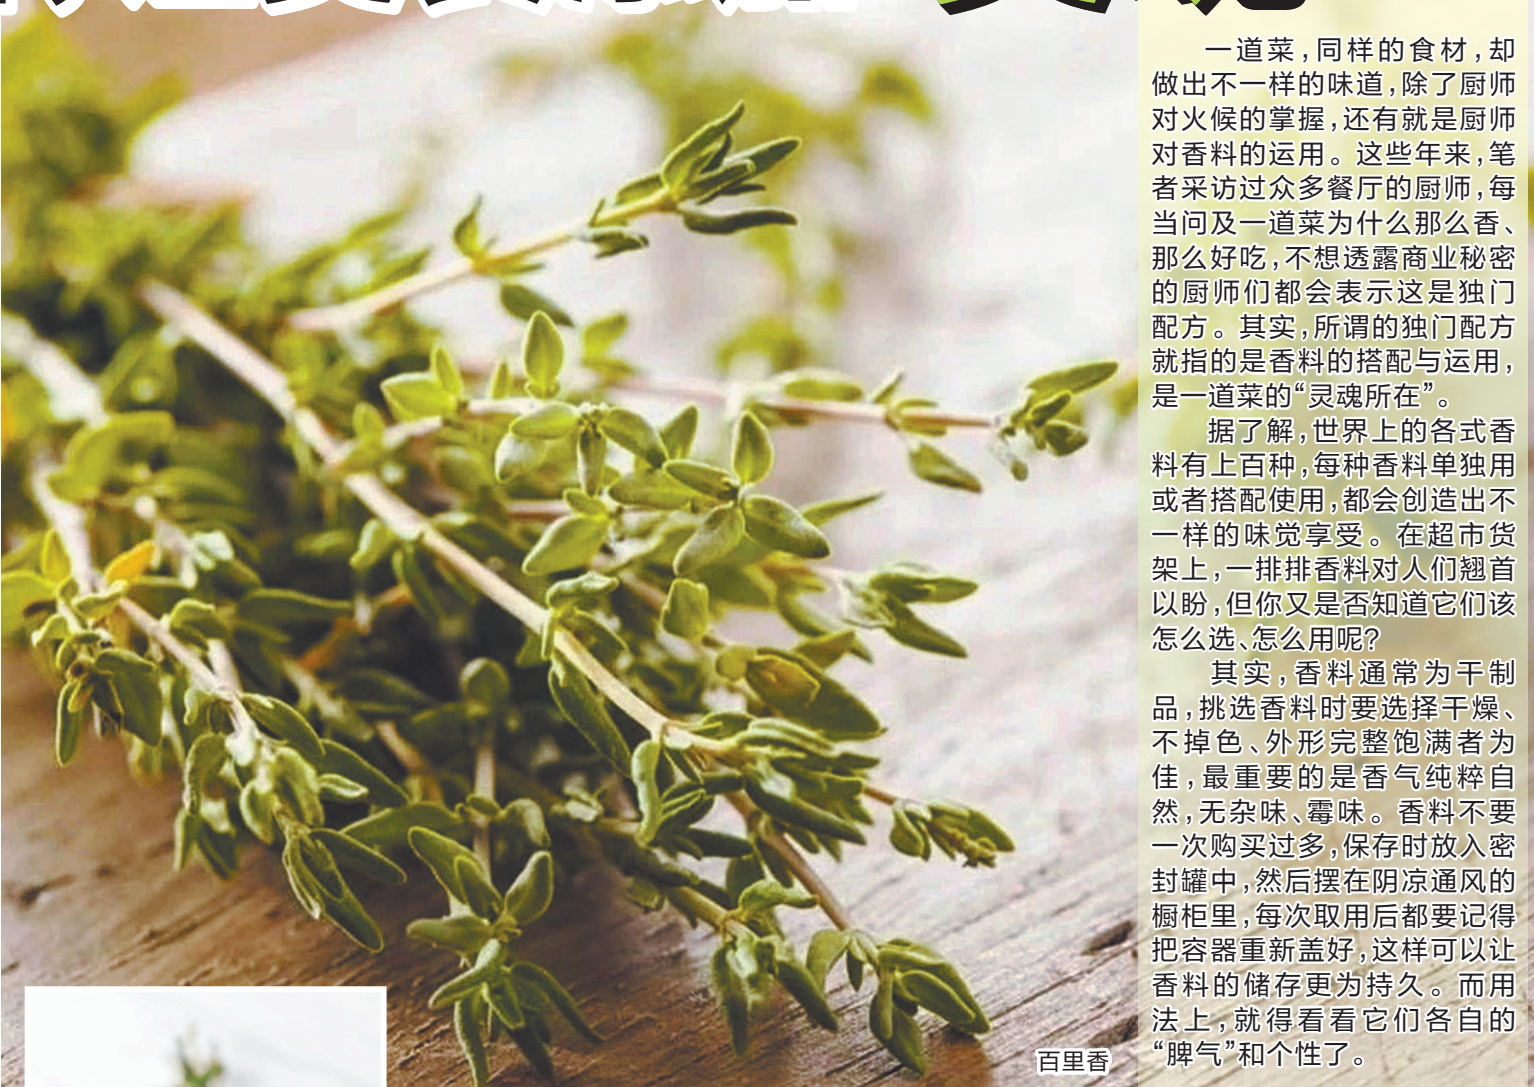 一道菜，同样的食材，却
做出不一样的味道，除了厨师
对火候的掌握，还有就是厨师
对香料的运用。这些年来，笔
者采访过众多餐厅的厨师，每
当问及一道菜为什么那么香、
那么好吃，不想透露商业秘密
的厨师们都会表示这是独门
配方。其实，所谓的独门配方
就指的是香料的搭配与运用，
是一道菜的“灵魂所在”。
据了解，世界上的各式香
料有上百种，每种香料单独用
或者搭配使用，都会创造出不
一样的味觉享受。在超市货
架上，一排排香料对人们翘首
以盼，但你又是否知道它们该
怎么选、怎么用呢？
其实，香料通常为干制
品，挑选香料时要选择干燥、
不掉色、外形完整饱满者为
佳，最重要的是香气纯粹自
然，无杂味、霉味。香料不要
一次购买过多，保存时放入密
封罐中，然后摆在阴凉通风的
橱柜里，每次取用后都要记得
把容器重新盖好，这样可以让
香料的储存更为持久。而用
法上，就得看看它们各自的
“脾气”和个性了。
百里香